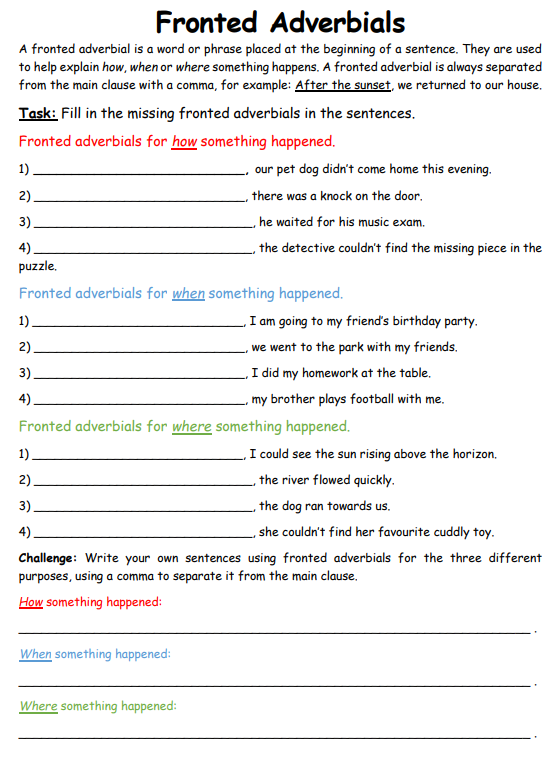 Fronted Adverbials
A fronted adverbial is a word or phrase placed at the beginning of a sentence. They are used
to help explain how, when or where something happens. A fronted adverbial is always separated
from the main clause with a comma, for example: After the sunset, we returned to our house.
Task: Fill in the missing fronted adverbials in the sentences.
Fronted adverbials for how something happened.
1) ______________________________, our pet dog didn't come home this evening.
2) ______________________________, there was a knock on the door.
3) _______________________________, he waited for his music exam.
4) _______________________________, the detective couldn't find the missing piece in the
puzzle.
Fronted adverbials for when something happened.
1) ______________________________, I am going to my friend's birthday party.
2) ______________________________, we went to the park with my friends.
3) ______________________________, I did my homework at the table.
4) ______________________________, my brother plays football with me.
Fronted adverbials for where something happened.
1) ______________________________, I could see the sun rising above the horizon.
2) _______________________________, the river flowed quickly.
3) _______________________________, the dog ran towards us.
4) _______________________________, she couldn't find her favourite cuddly toy.
Challenge: Write your own sentences using fronted adverbials for the three different
purposes, using a comma to separate it from the main clause.
How something happened:
_________________________________________________________________________ .
When something happened:
_________________________________________________________________________ .
Where something happened:
_________________________________________________________________________ .